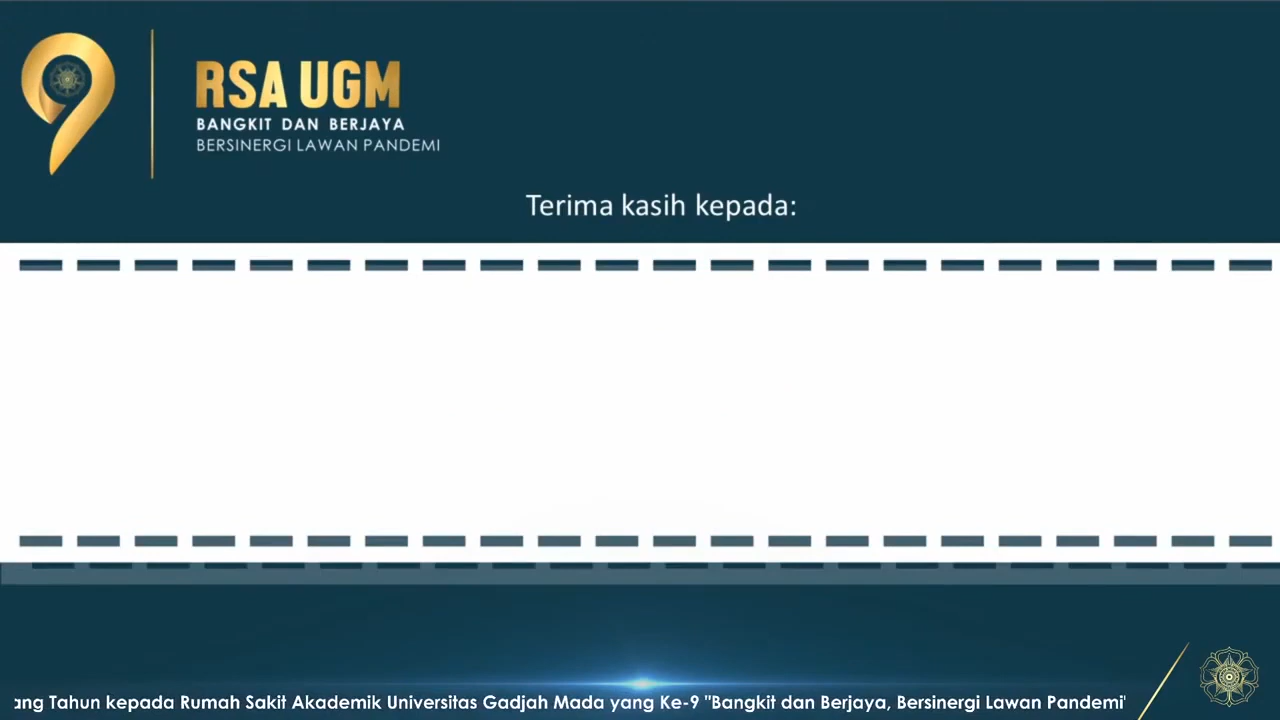 RSA UGM
BANGKIT DAN BERJAYA
BERSINERGI LAWAN PANDEMI
Terima kasih kepada:
Tahun kepada Rumah Sakit Akademik Universitas Gadjah Mada yang Ke-9 "Bangkit dan Berjaya, Bersinergi Lawan Pandemi"